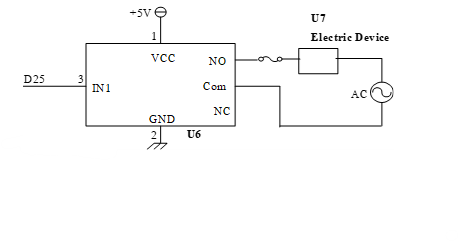 +5V
U7
Electric Device
1
VCC
NO
D25
3
IN1
Com
AC
NC
GND
2
U6